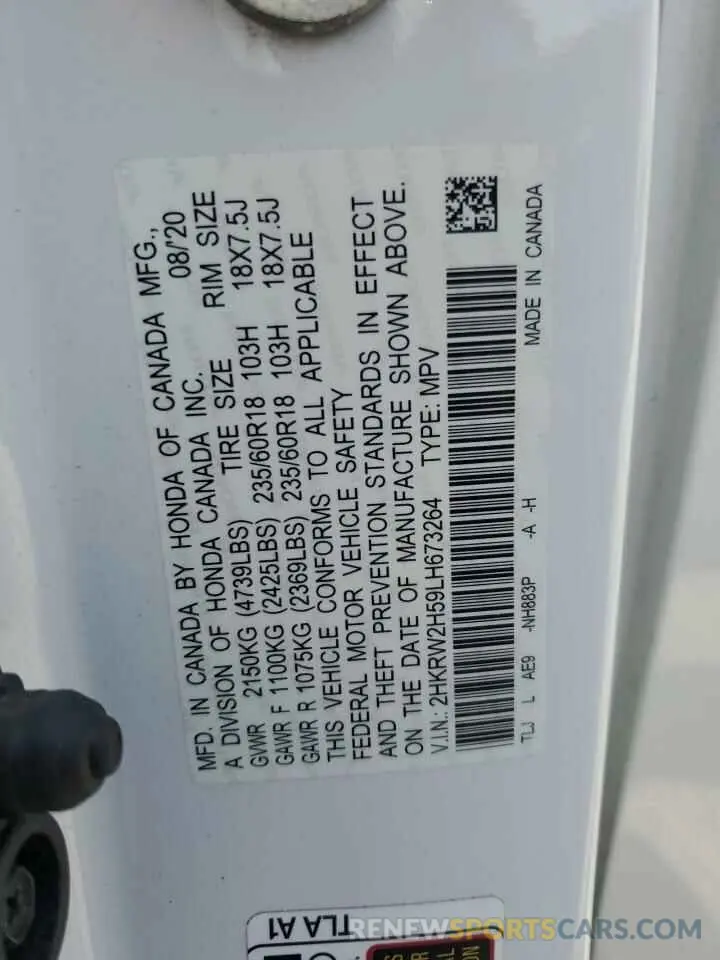 MFD. IN CANADA BY HONDA OF CANADA MFG.,
A DIVISION OF HONDA CANADA INC. 08/'20
GVWR 2150KG (4739LBS) TIRE SIZE RIM SIZE
GAWR F 1100KG (2425LBS) 235/60R18 103H 18X7.5J
GAWR R 1075KG (2369LBS) 235/60R18 103H 18X7.5J
THIS VEHICLE CONFORMS TO ALL APPLICABLE
FEDERAL MOTOR VEHICLE SAFETY
AND THEFT PREVENTION STANDARDS IN EFFECT
ON THE DATE OF MANUFACTURE SHOWN ABOVE.
V.I.N.: 2HKRW2H59LH673264 TYPE: MPV
TLJ L AE9 -NH883P -A -H MADE IN CANADA
TLA A1
RENEWSPORTSCARS.COM